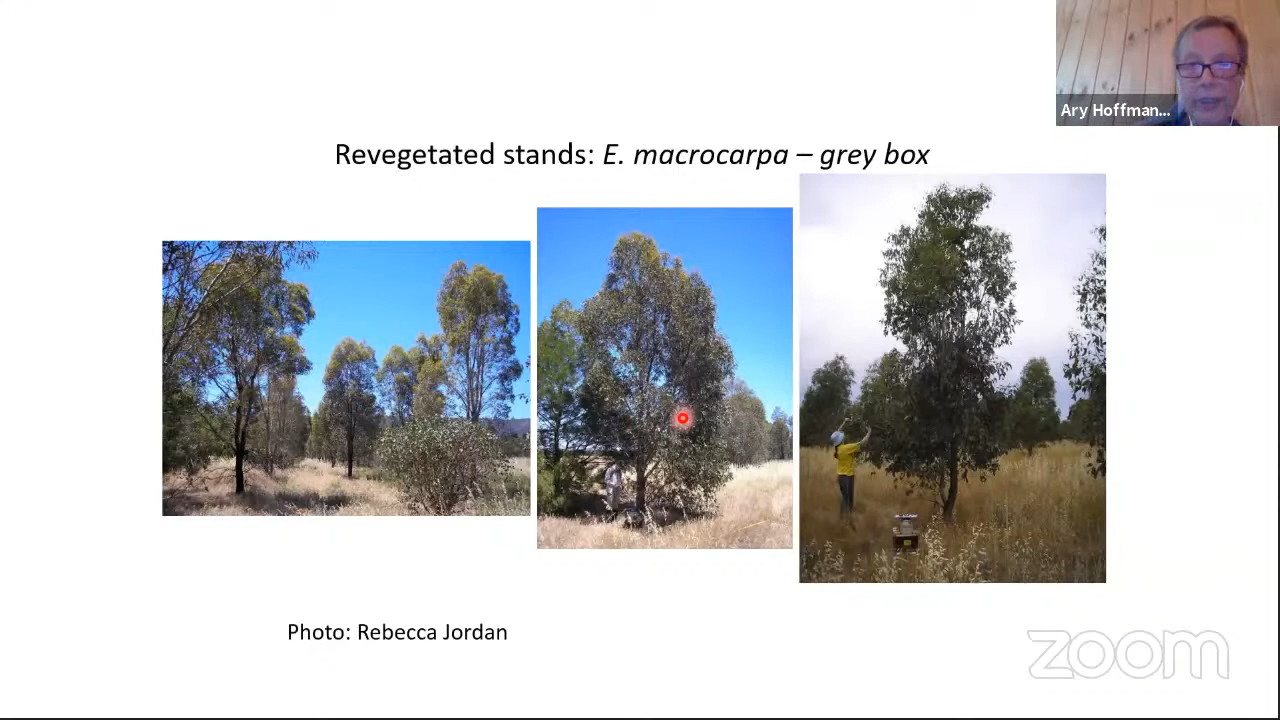 Ary Hoffman...
Revegetated stands: E. macrocarpa – grey box
Photo: Rebecca Jordan
zoom